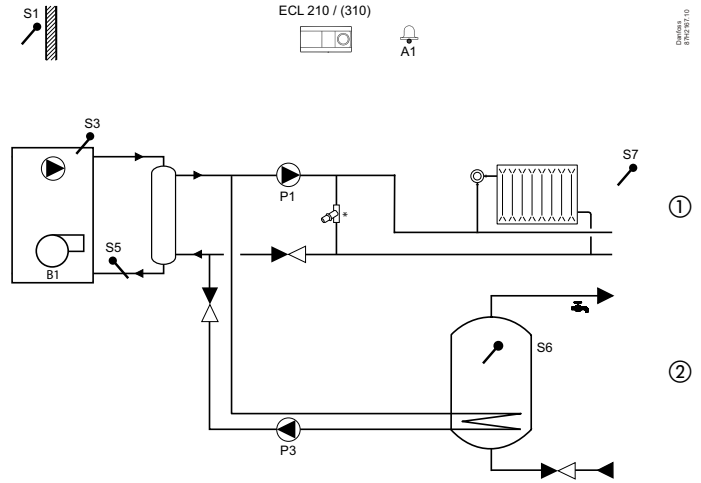 S1
ECL 210 / (310)
A1
Danfoss
87H2167.10
S3
S7
P1
*
①
S5
B1
S6
②
P3